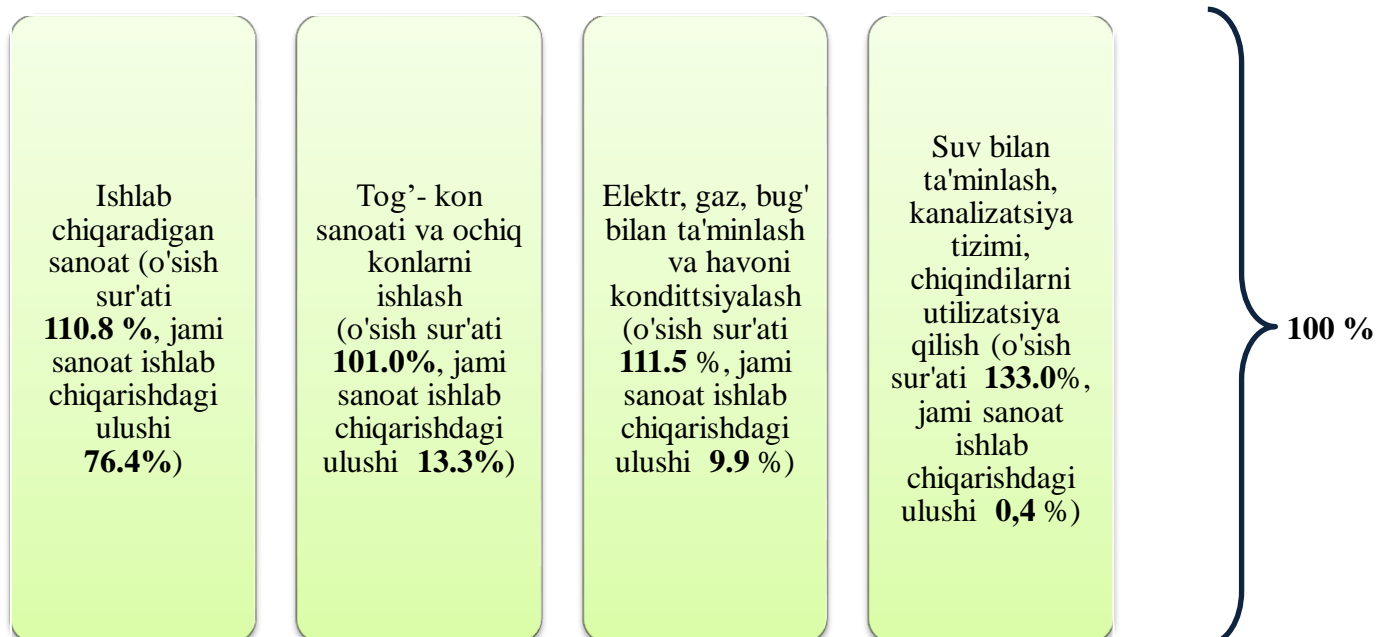 Ishlab
chiqaradigan
sanoat (o'sish
sur'ati
110.8 %, jami
sanoat ishlab
chiqarishdagi
ulushi
76.4%)
Tog’- kon
sanoati va ochiq
konlarni
ishlash
(o'sish sur'ati
101.0%, jami
sanoat ishlab
chiqarishdagi
ulushi 13.3%)
Elektr, gaz, bug'
bilan ta'minlash
va havoni
kondittsiyalash
(o'sish sur'ati
111.5 %, jami
sanoat ishlab
chiqarishdagi
ulushi 9.9 %)
Suv bilan
ta'minlash,
kanalizatsiya
tizimi,
chiqindilarni
utilizatsiya
qilish (o'sish
sur'ati 133.0%,
jami sanoat
ishlab
chiqarishdagi
ulushi 0,4 %)
100 %